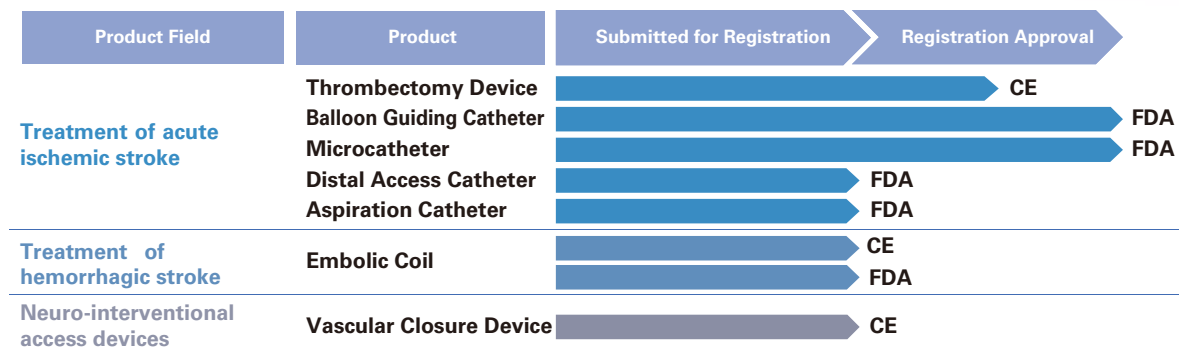 Product Field
Product
Submitted for Registration
Registration Approval
Treatment of acute
ischemic stroke
Thrombectomy Device
CE
Balloon Guiding Catheter
FDA
Microcatheter
FDA
Distal Access Catheter
FDA
Aspiration Catheter
FDA
Treatment of
hemorrhagic stroke
Embolic Coil
CE
FDA
Neuro-interventional
access devices
Vascular Closure Device
CE